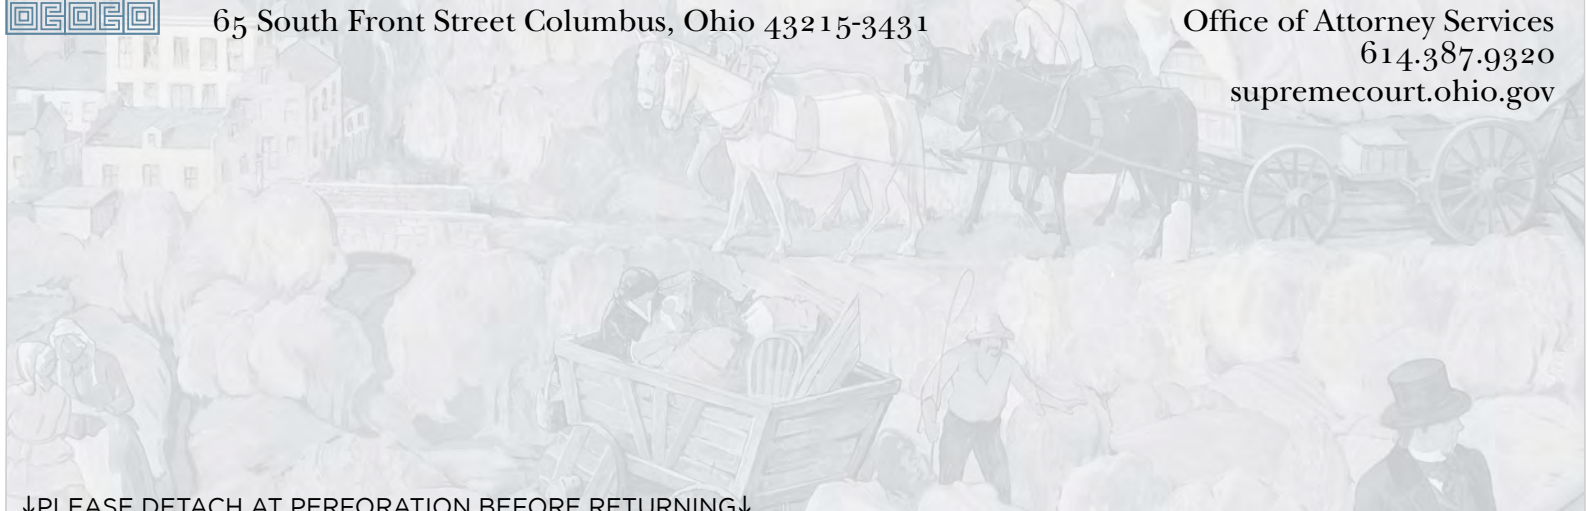 65 South Front Street Columbus, Ohio 43215-3431
Office of Attorney Services
614.387.9320
supremecourt.ohio.gov
↓PLEASE DETACH AT PERFORATION BEFORE RETURNING↓